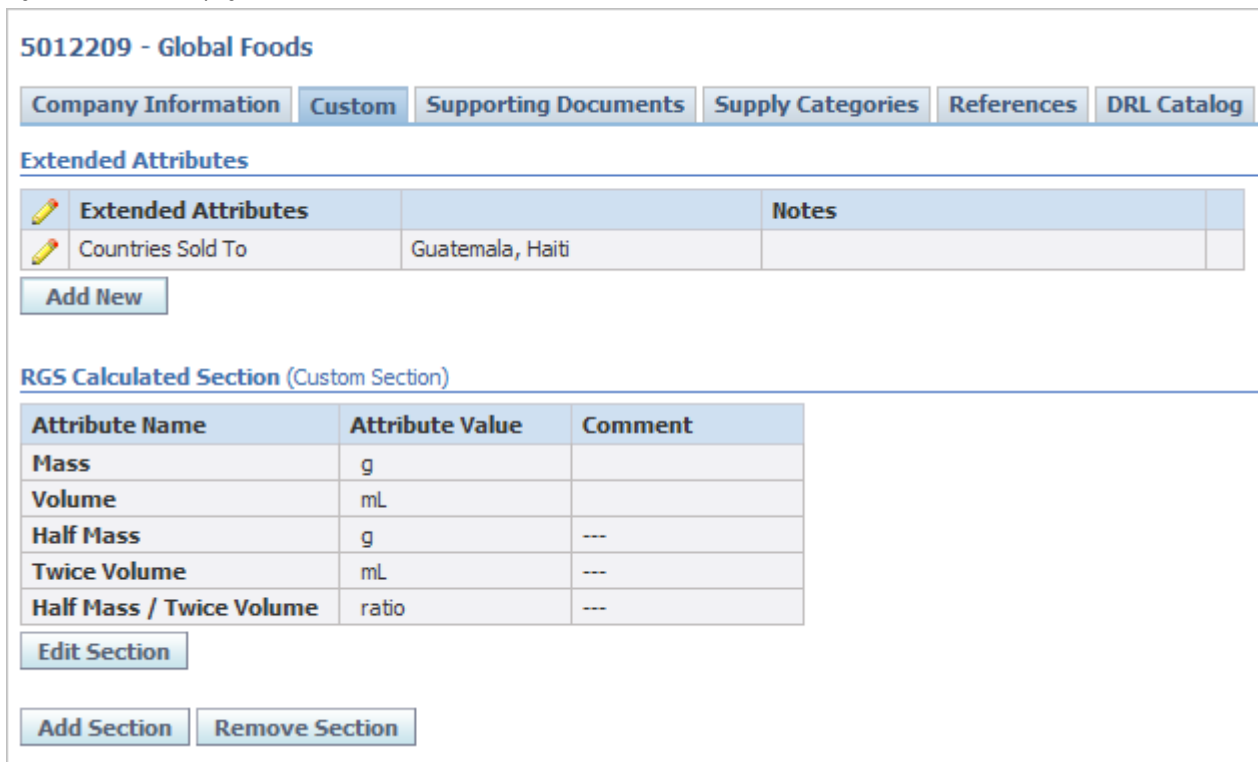 5012209 - Global Foods
Company Information Custom Supporting Documents Supply Categories References DRL Catalog
Extended Attributes
Extended Attributes Notes
Countries Sold To Guatemala, Haiti
Add New
RGS Calculated Section (Custom Section)
Attribute Name Attribute Value Comment
Mass g
Volume mL
Half Mass g ---
Twice Volume mL ---
Half Mass / Twice Volume ratio ---
Edit Section
Add Section Remove Section